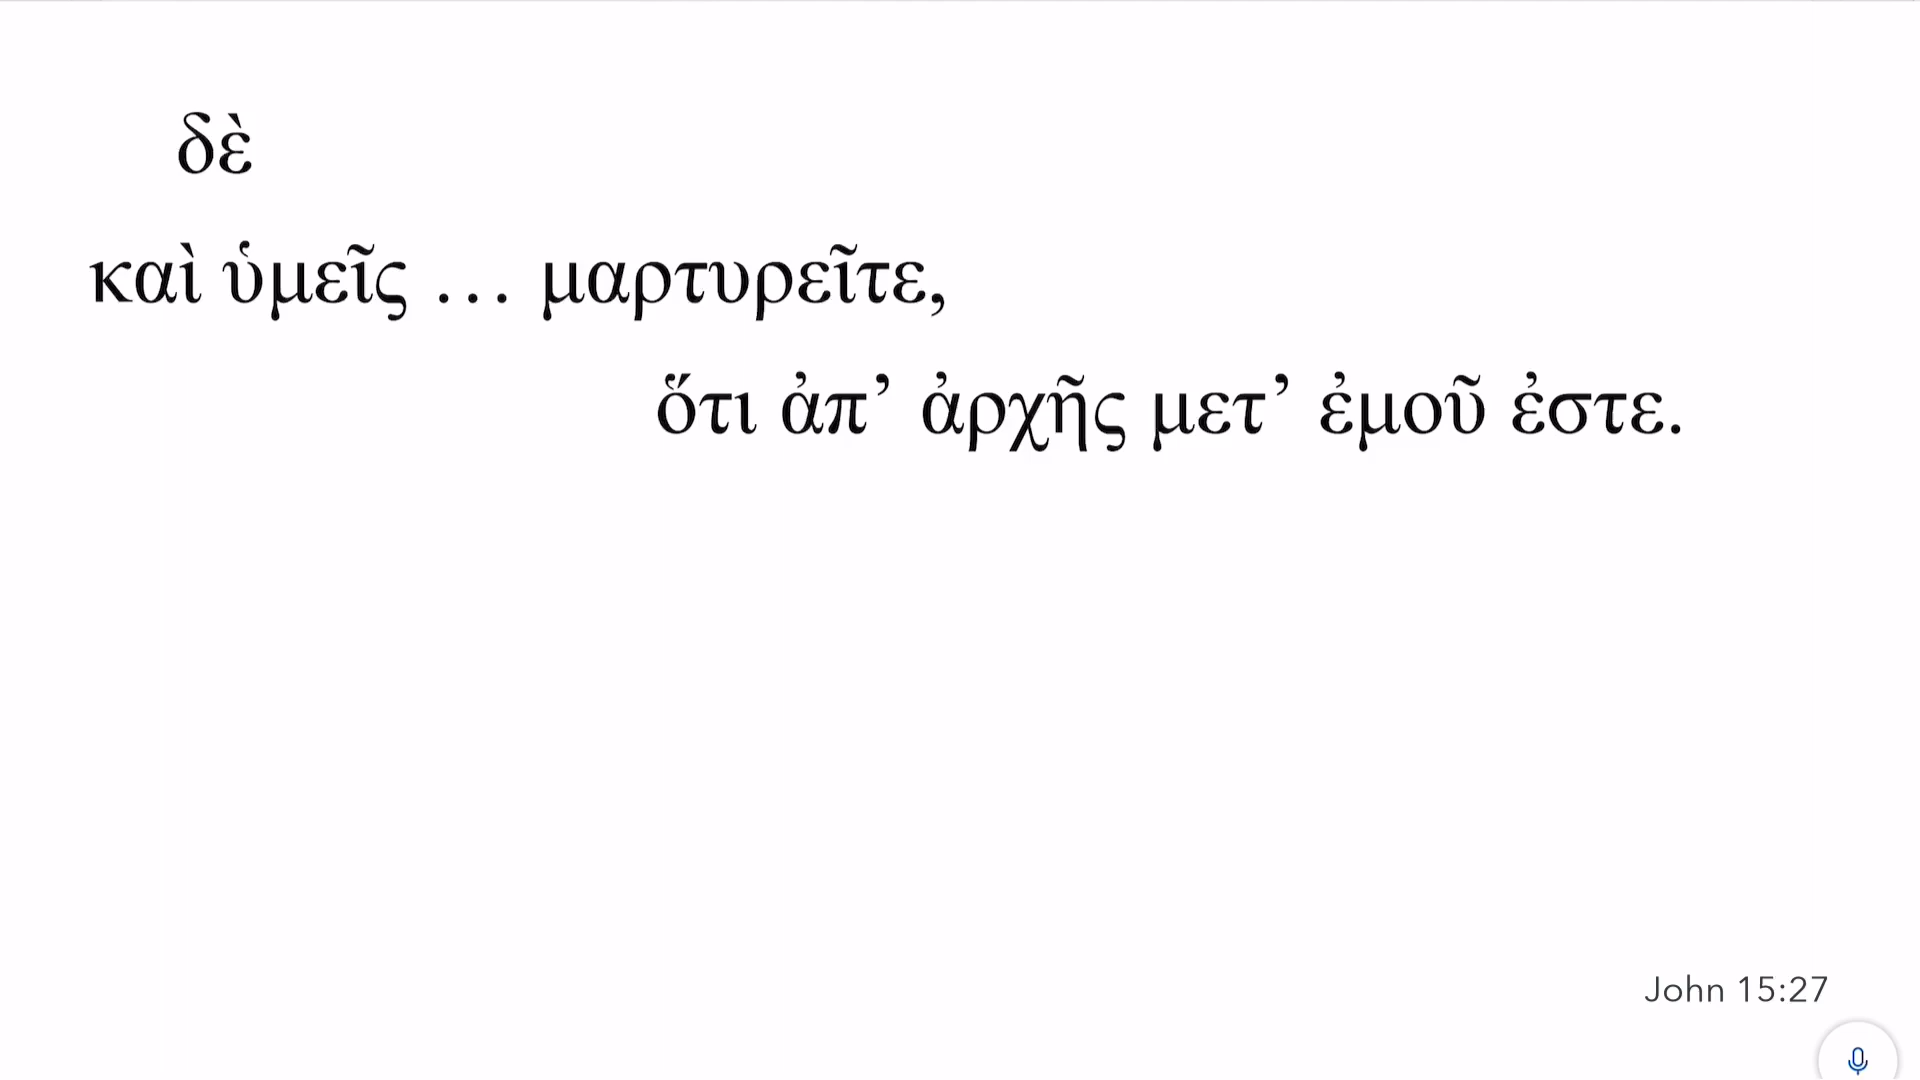 δὲ
καὶ ὑμεῖς … μαρτυρεῖτε,
ὅτι ἀπ’ ἀρχῆς μετ’ ἐμοῦ ἐστε.
John 15:27